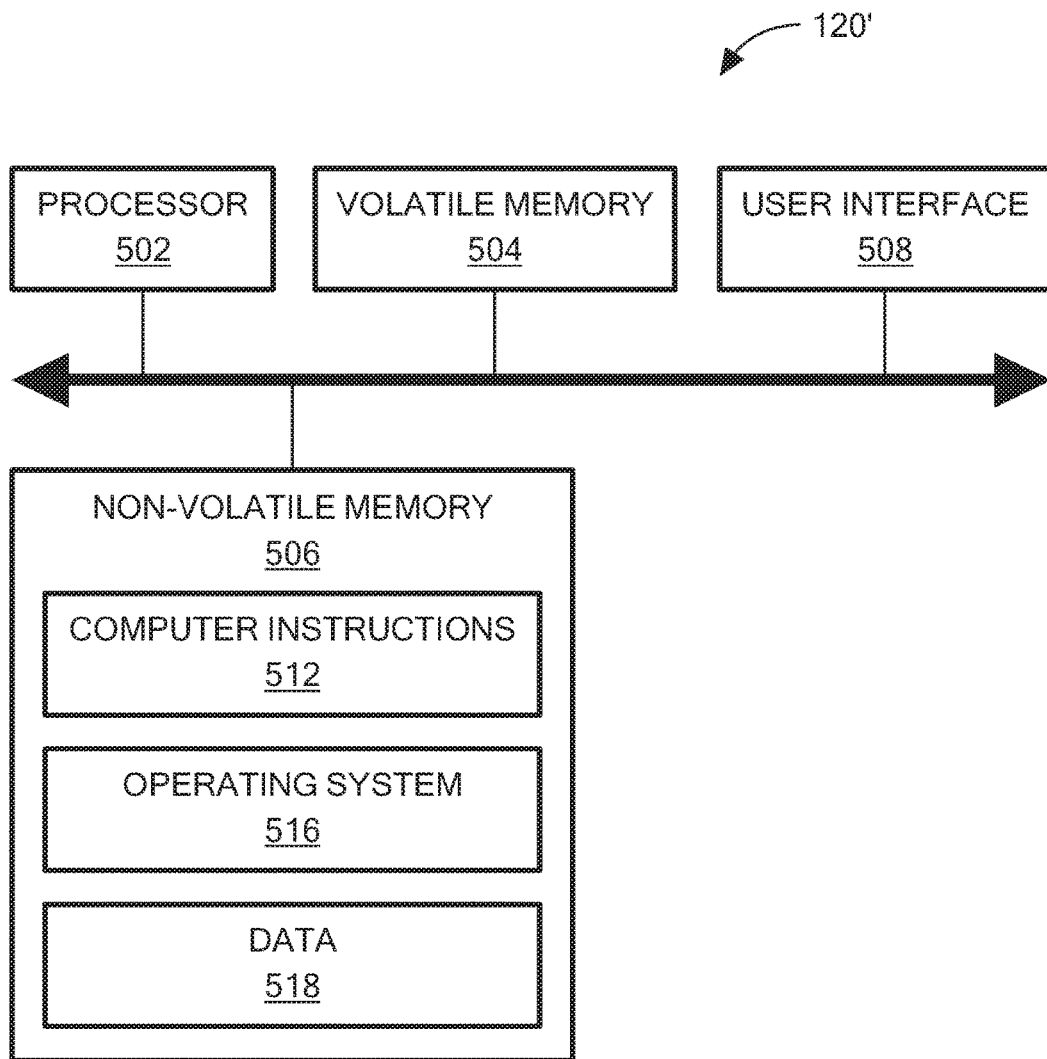 120'
PROCESSOR
502
VOLATILE MEMORY
504
USER INTERFACE
508
NON-VOLATILE MEMORY
506
COMPUTER INSTRUCTIONS
512
OPERATING SYSTEM
516
DATA
518